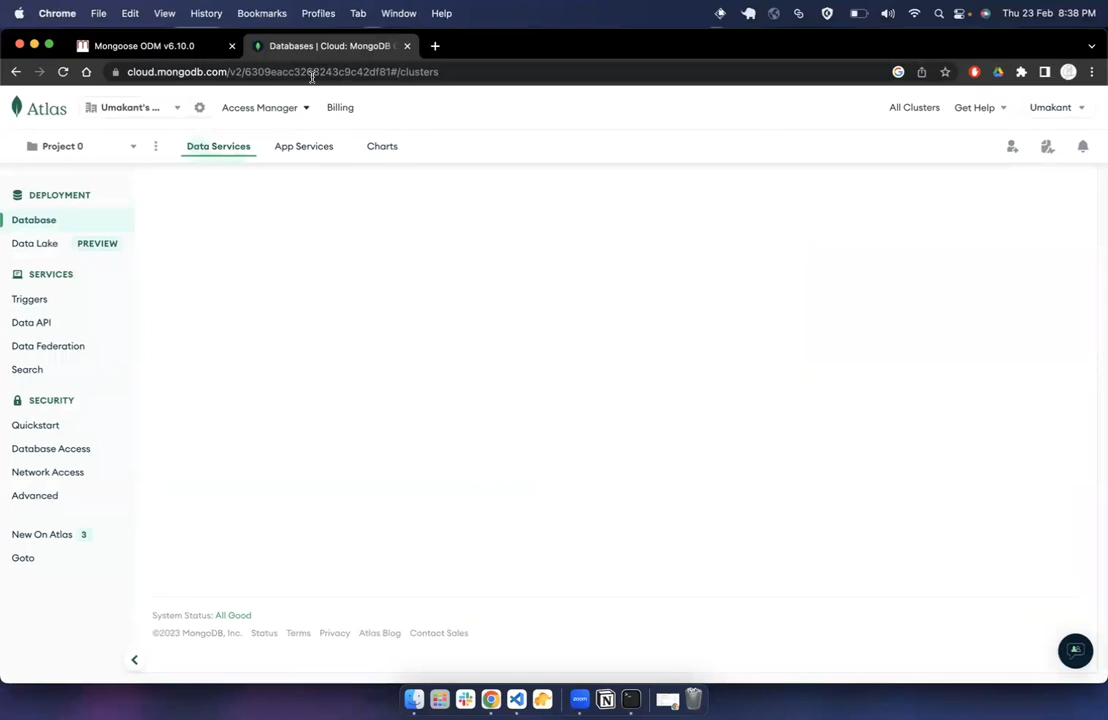 Chrome File Edit View History Bookmarks Profiles Tab Window Help Thu 23 Feb 8:38 PM
Mongoose ODM v6.10.0 Databases | Cloud: MongoDB
cloud.mongodb.com/v2/6309eacc3268243c9c42df81#/clusters
Atlas Umakant's ... Access Manager Billing All Clusters Get Help Umakant
Project 0 Data Services App Services Charts
DEPLOYMENT
Database
Data Lake PREVIEW
SERVICES
Triggers
Data API
Data Federation
Search
SECURITY
Quickstart
Database Access
Network Access
Advanced
New On Atlas 3
Goto
System Status: All Good
©2023 MongoDB, Inc. Status Terms Privacy Atlas Blog Contact Sales
zoom